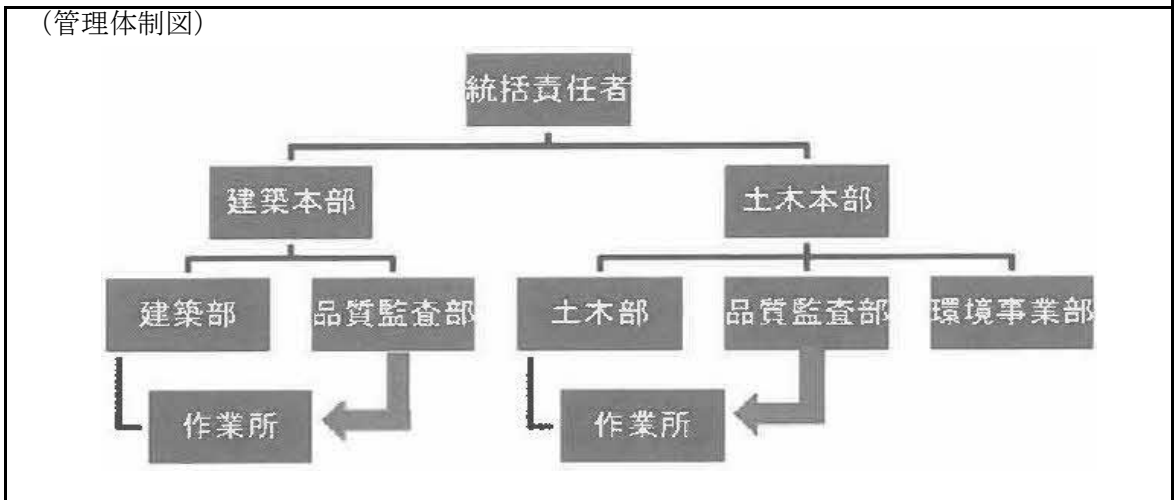 (管理体制図)
統括責任者
建築本部
土木本部
建築部
品質監査部
土木部
品質監査部
環境事業部
作業所
作業所